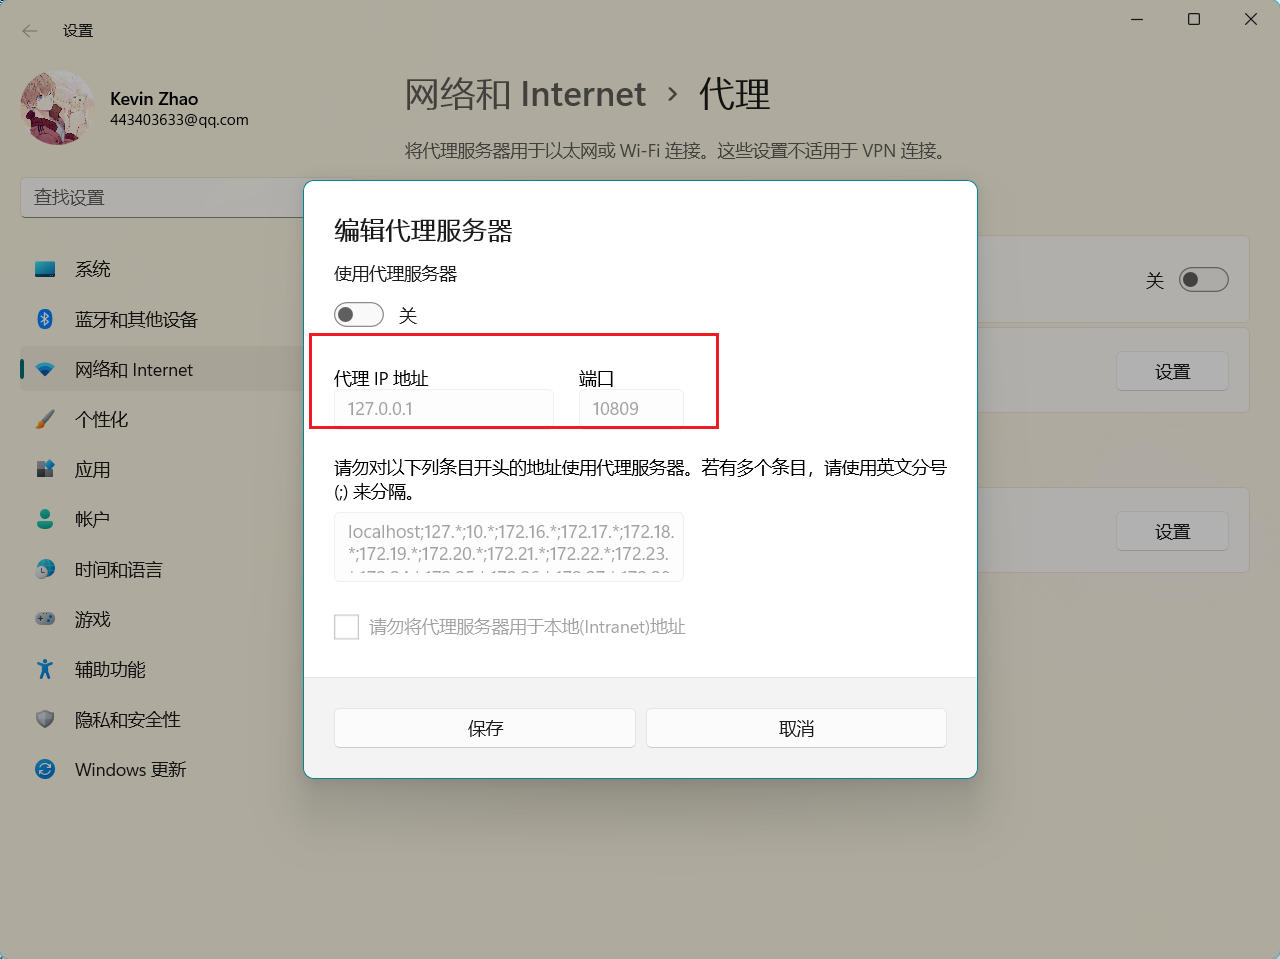 设置
Kevin Zhao
443403633@qq.com
查找设置
系统
蓝牙和其他设备
网络和 Internet
个性化
应用
帐户
时间和语言
游戏
辅助功能
隐私和安全性
Windows 更新
网络和 Internet › 代理
将代理服务器用于以太网或 Wi-Fi 连接。这些设置不适用于 VPN 连接。
关
设置
设置
编辑代理服务器
使用代理服务器
关
代理 IP 地址 端口
127.0.0.1 10809
请勿对以下列条目开头的地址使用代理服务器。若有多个条目，请使用英文分号
(;) 来分隔。
localhost;127.*;10.*;172.16.*;172.17.*;172.18.
*;172.19.*;172.20.*;172.21.*;172.22.*;172.23.
请勿将代理服务器用于本地(Intranet)地址
保存 取消